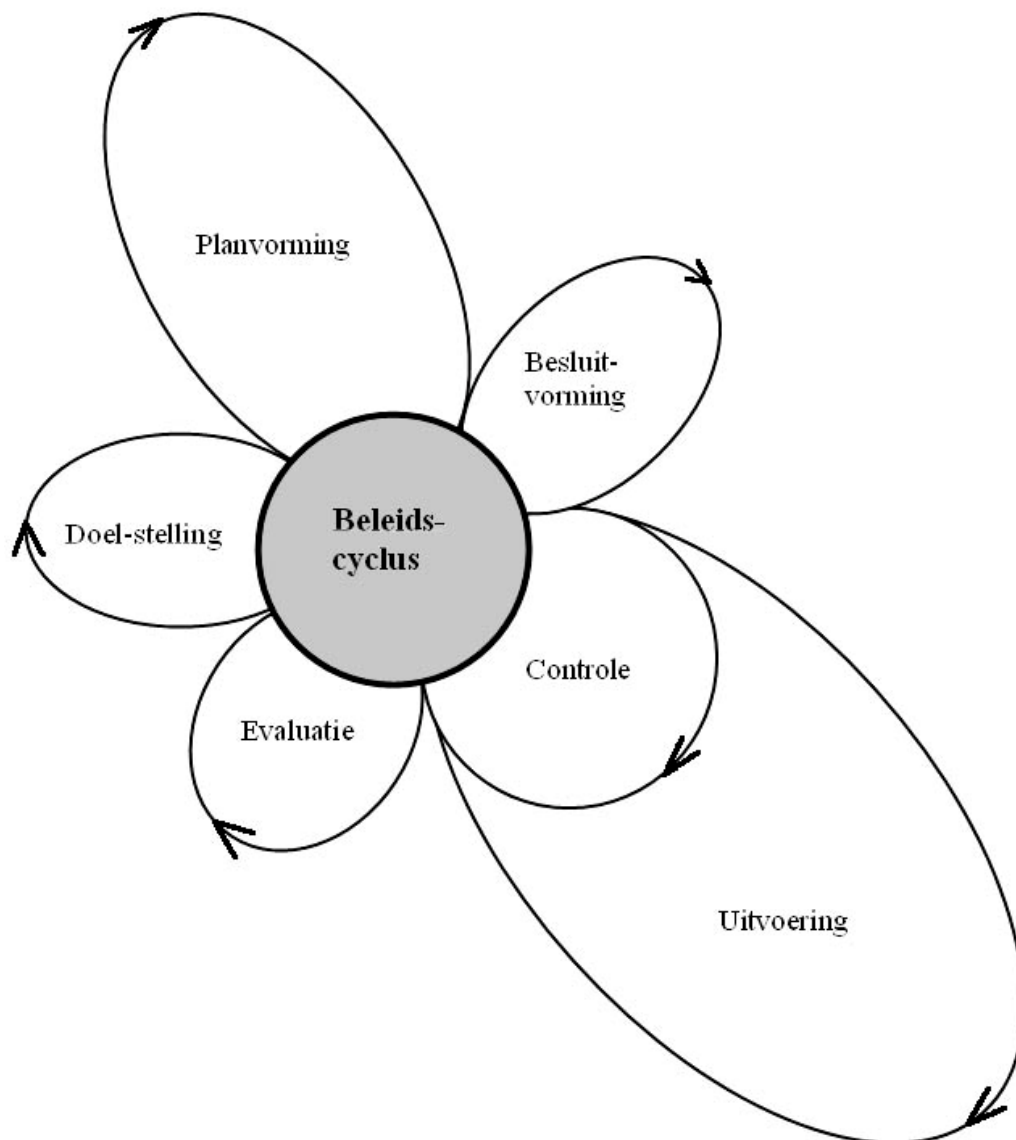 Planvorming
Besluit-
vorming
Beleids-
cyclus
Doel-stelling
Controle
Evaluatie
Uitvoering